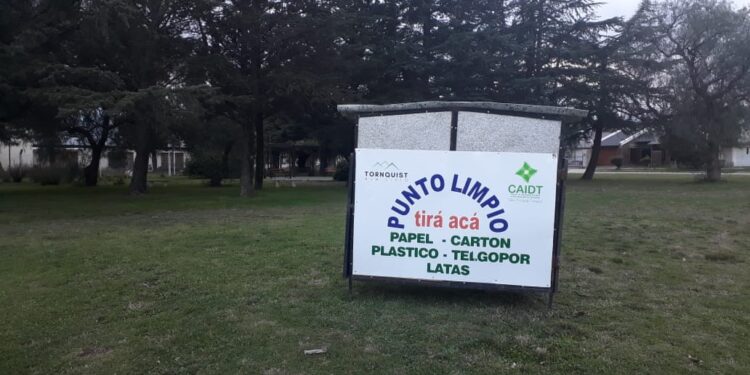 TORNQUIST
CAIDT
PUNTO LIMPIO
tirá acá
PAPEL - CARTON
PLASTICO - TELGOPOR
LATAS